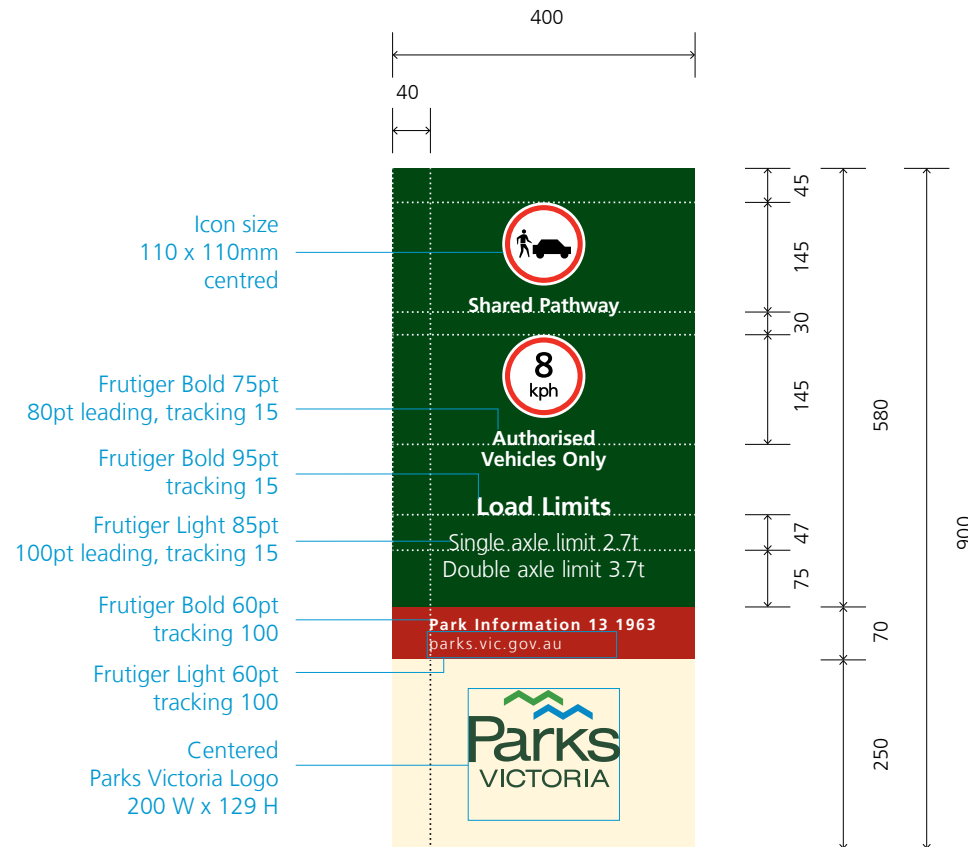 400
40
45
Icon size
110 x 110mm
centred
145
Shared Pathway
30
8
kph
Frutiger Bold 75pt
80pt leading, tracking 15
145
580
Authorised
Vehicles Only
Frutiger Bold 95pt
tracking 15
Load Limits
Frutiger Light 85pt
100pt leading, tracking 15
47
900
Single axle limit 2.7t
Double axle limit 3.7t
75
Frutiger Bold 60pt
tracking 100
Park Information 13 1963
parks.vic.gov.au
70
Frutiger Light 60pt
tracking 100
Centered
Parks Victoria Logo
200 W x 129 H
Parks
VICTORIA
250